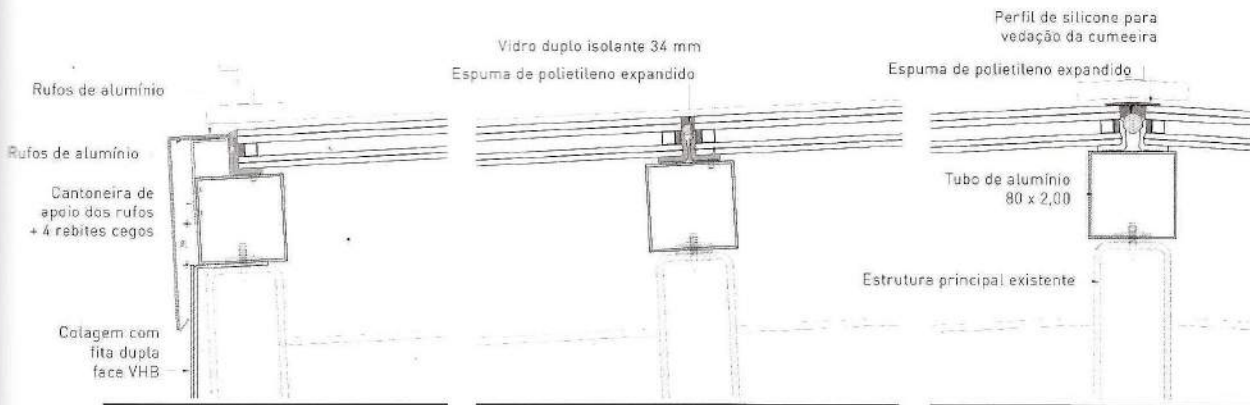 Rufos de alumínio
Rufos de alumínio
Cantoneira de
apoio dos rufos
+ 4 rebites cegos
Colagem com
fita dupla
face VHB
Vidro duplo isolante 34 mm
Espuma de polietileno expandido
Perfil de silicone para
vedação da cumeeira
Espuma de polietileno expandido
Tubo de alumínio
80 x 2,00
Estrutura principal existente